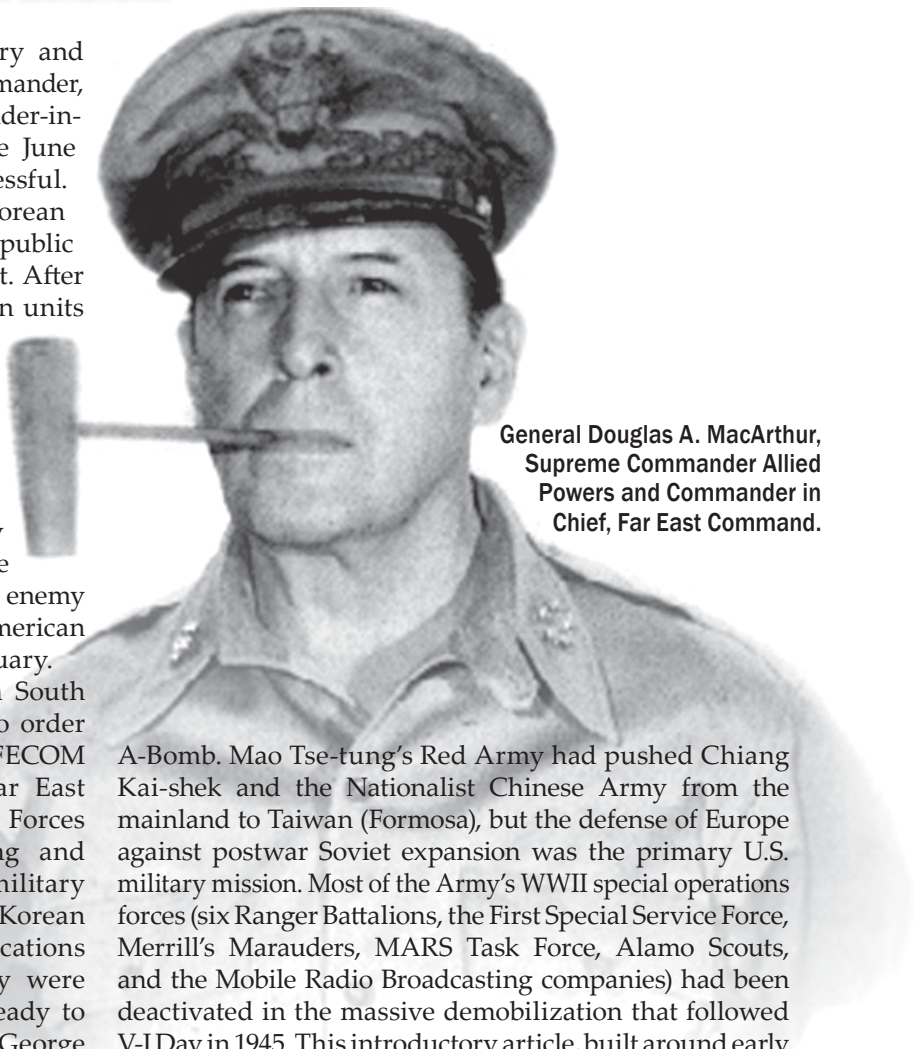 ry and
mander,
der-in-
e June
essful.
orean
public
t. After
n units
y
e
enemy
merican
uary.
n South
o order
FECOM
ar East
Forces
ng and
military
Korean
cations
y were
eady to
George
General Douglas A. MacArthur,
Supreme Commander Allied
Powers and Commander in
Chief, Far East Command.
A-Bomb. Mao Tse-tung’s Red Army had pushed Chiang
Kai-shek and the Nationalist Chinese Army from the
mainland to Taiwan (Formosa), but the defense of Europe
against postwar Soviet expansion was the primary U.S.
military mission. Most of the Army’s WWII special operations
forces (six Ranger Battalions, the First Special Service Force,
Merrill’s Marauders, MARS Task Force, Alamo Scouts,
and the Mobile Radio Broadcasting companies) had been
deactivated in the massive demobilization that followed
V-J Day in 1945. This introductory article, built around early